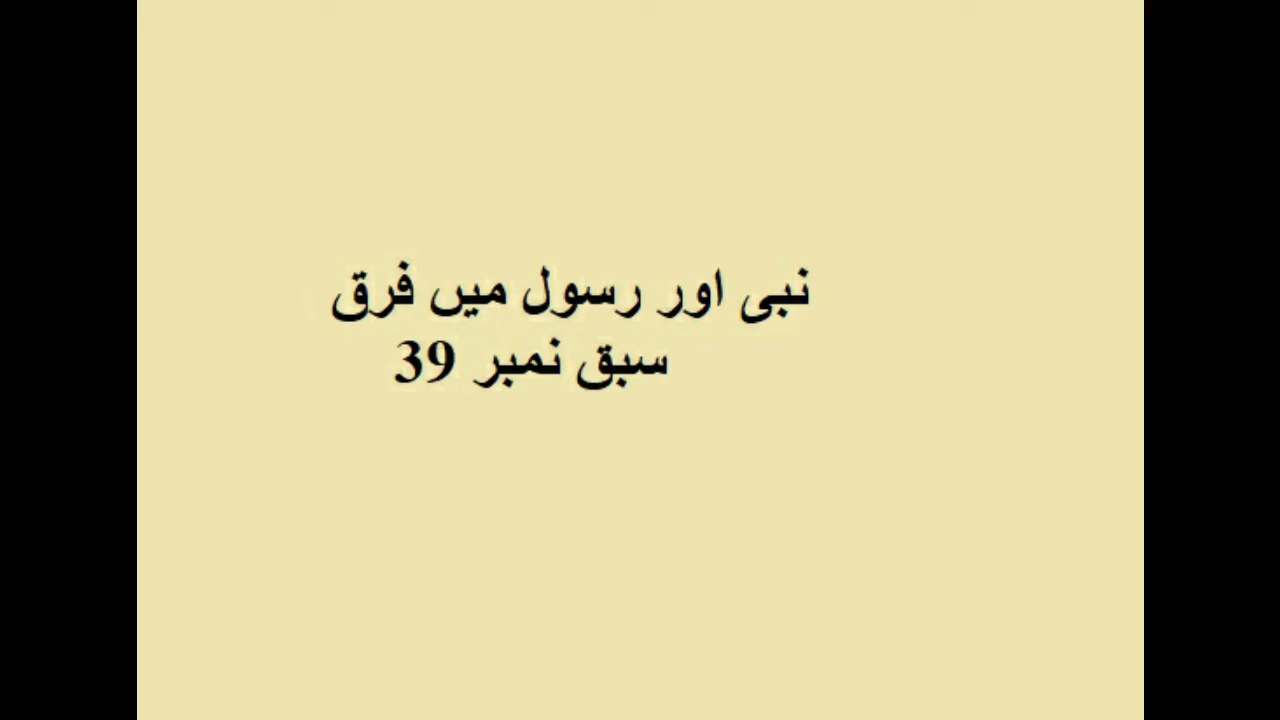 نبی اور رسول میں فرق
سبق نمبر 39